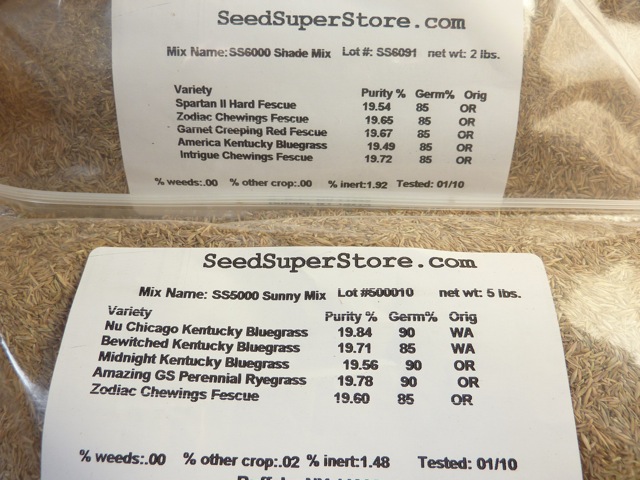 SeedSuperStore.com
Mix Name: SS6000 Shade Mix Lot #: SS6091 net wt: 2 lbs.
Variety Purity % Germ% Orig
Spartan II Hard Fescue 19.54 85 OR
Zodiac Chewings Fescue 19.65 85 OR
Garnet Creeping Red Fescue 19.67 85 OR
America Kentucky Bluegrass 19.49 85 OR
Intrigue Chewings Fescue 19.72 85 OR
% weeds:.00 % other crop:.00 % inert:1.92 Tested: 01/10
SeedSuperStore.com
Mix Name: SS5000 Sunny Mix Lot #500010 net wt: 5 lbs.
Variety Purity % Germ% Orig
Nu Chicago Kentucky Bluegrass 19.84 90 WA
Bewitched Kentucky Bluegrass 19.71 85 WA
Midnight Kentucky Bluegrass 19.56 90 OR
Amazing GS Perennial Ryegrass 19.78 90 OR
Zodiac Chewings Fescue 19.60 85 OR
% weeds:.00 % other crop:.02 % inert:1.48 Tested: 01/10